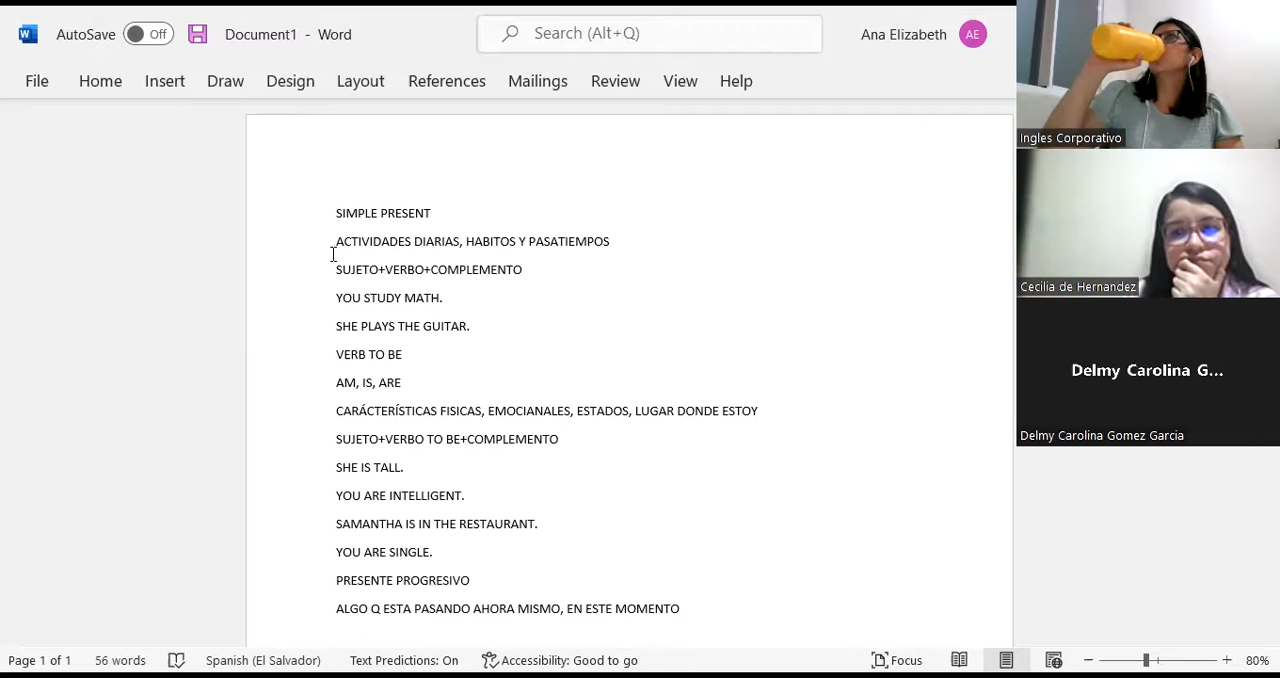 AutoSave Off Document1 - Word Search (Alt+Q) Ana Elizabeth AE
File Home Insert Draw Design Layout References Mailings Review View Help
SIMPLE PRESENT
ACTIVIDADES DIARIAS, HABITOS Y PASATIEMPOS
SUJETO+VERBO+COMPLEMENTO
YOU STUDY MATH.
SHE PLAYS THE GUITAR.
VERB TO BE
AM, IS, ARE
CARÁCTERÍSTICAS FISICAS, EMOCIANALES, ESTADOS, LUGAR DONDE ESTOY
SUJETO+VERBO TO BE+COMPLEMENTO
SHE IS TALL.
YOU ARE INTELLIGENT.
SAMANTHA IS IN THE RESTAURANT.
YOU ARE SINGLE.
PRESENTE PROGRESIVO
ALGO Q ESTA PASANDO AHORA MISMO, EN ESTE MOMENTO
Page 1 of 1 56 words Spanish (El Salvador) Text Predictions: On Accessibility: Good to go Focus 80%
Ingles Corporativo
Cecilia de Hernandez
Delmy Carolina G...
Delmy Carolina Gomez Garcia